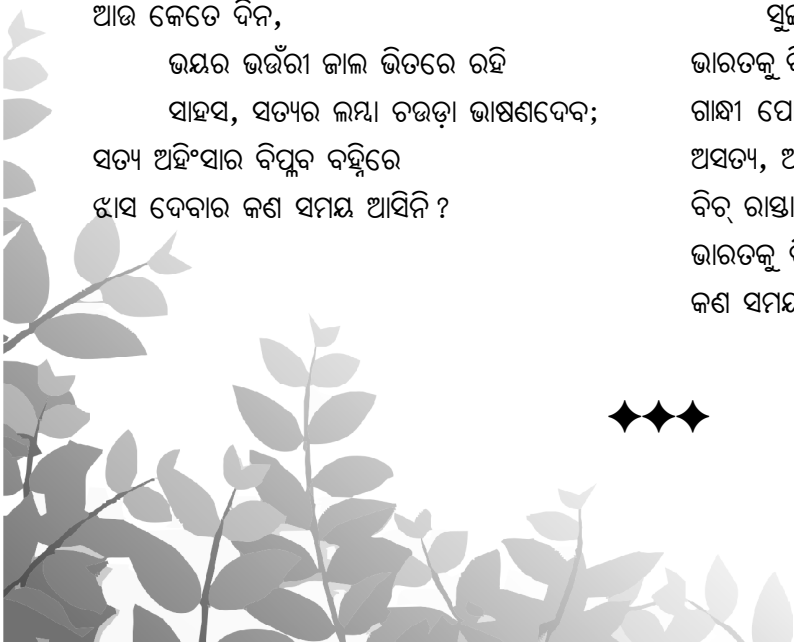 ଆଉ କେତେ ଦିନ,
ଭୟର ଭଉଁରୀ ଜାଲ ଭିତରେ ରହି
ସାହସ, ସତ୍ୟର ଲମ୍ବା ଚଉଡ଼ା ଭାଷଣଦେବ;
ସତ୍ୟ ଅହିଂସାର ବିପ୍ଳବ ବହ୍ନିରେ
ଝାସ ଦେବାର କଣ ସମୟ ଆସିନି ?
ଭାରତକୁ
ଗାନ୍ଧୀ
ଅସତ୍ୟ,
ବିଚ୍ ରାସ୍ତା
ଭାରତକୁ
କଣ